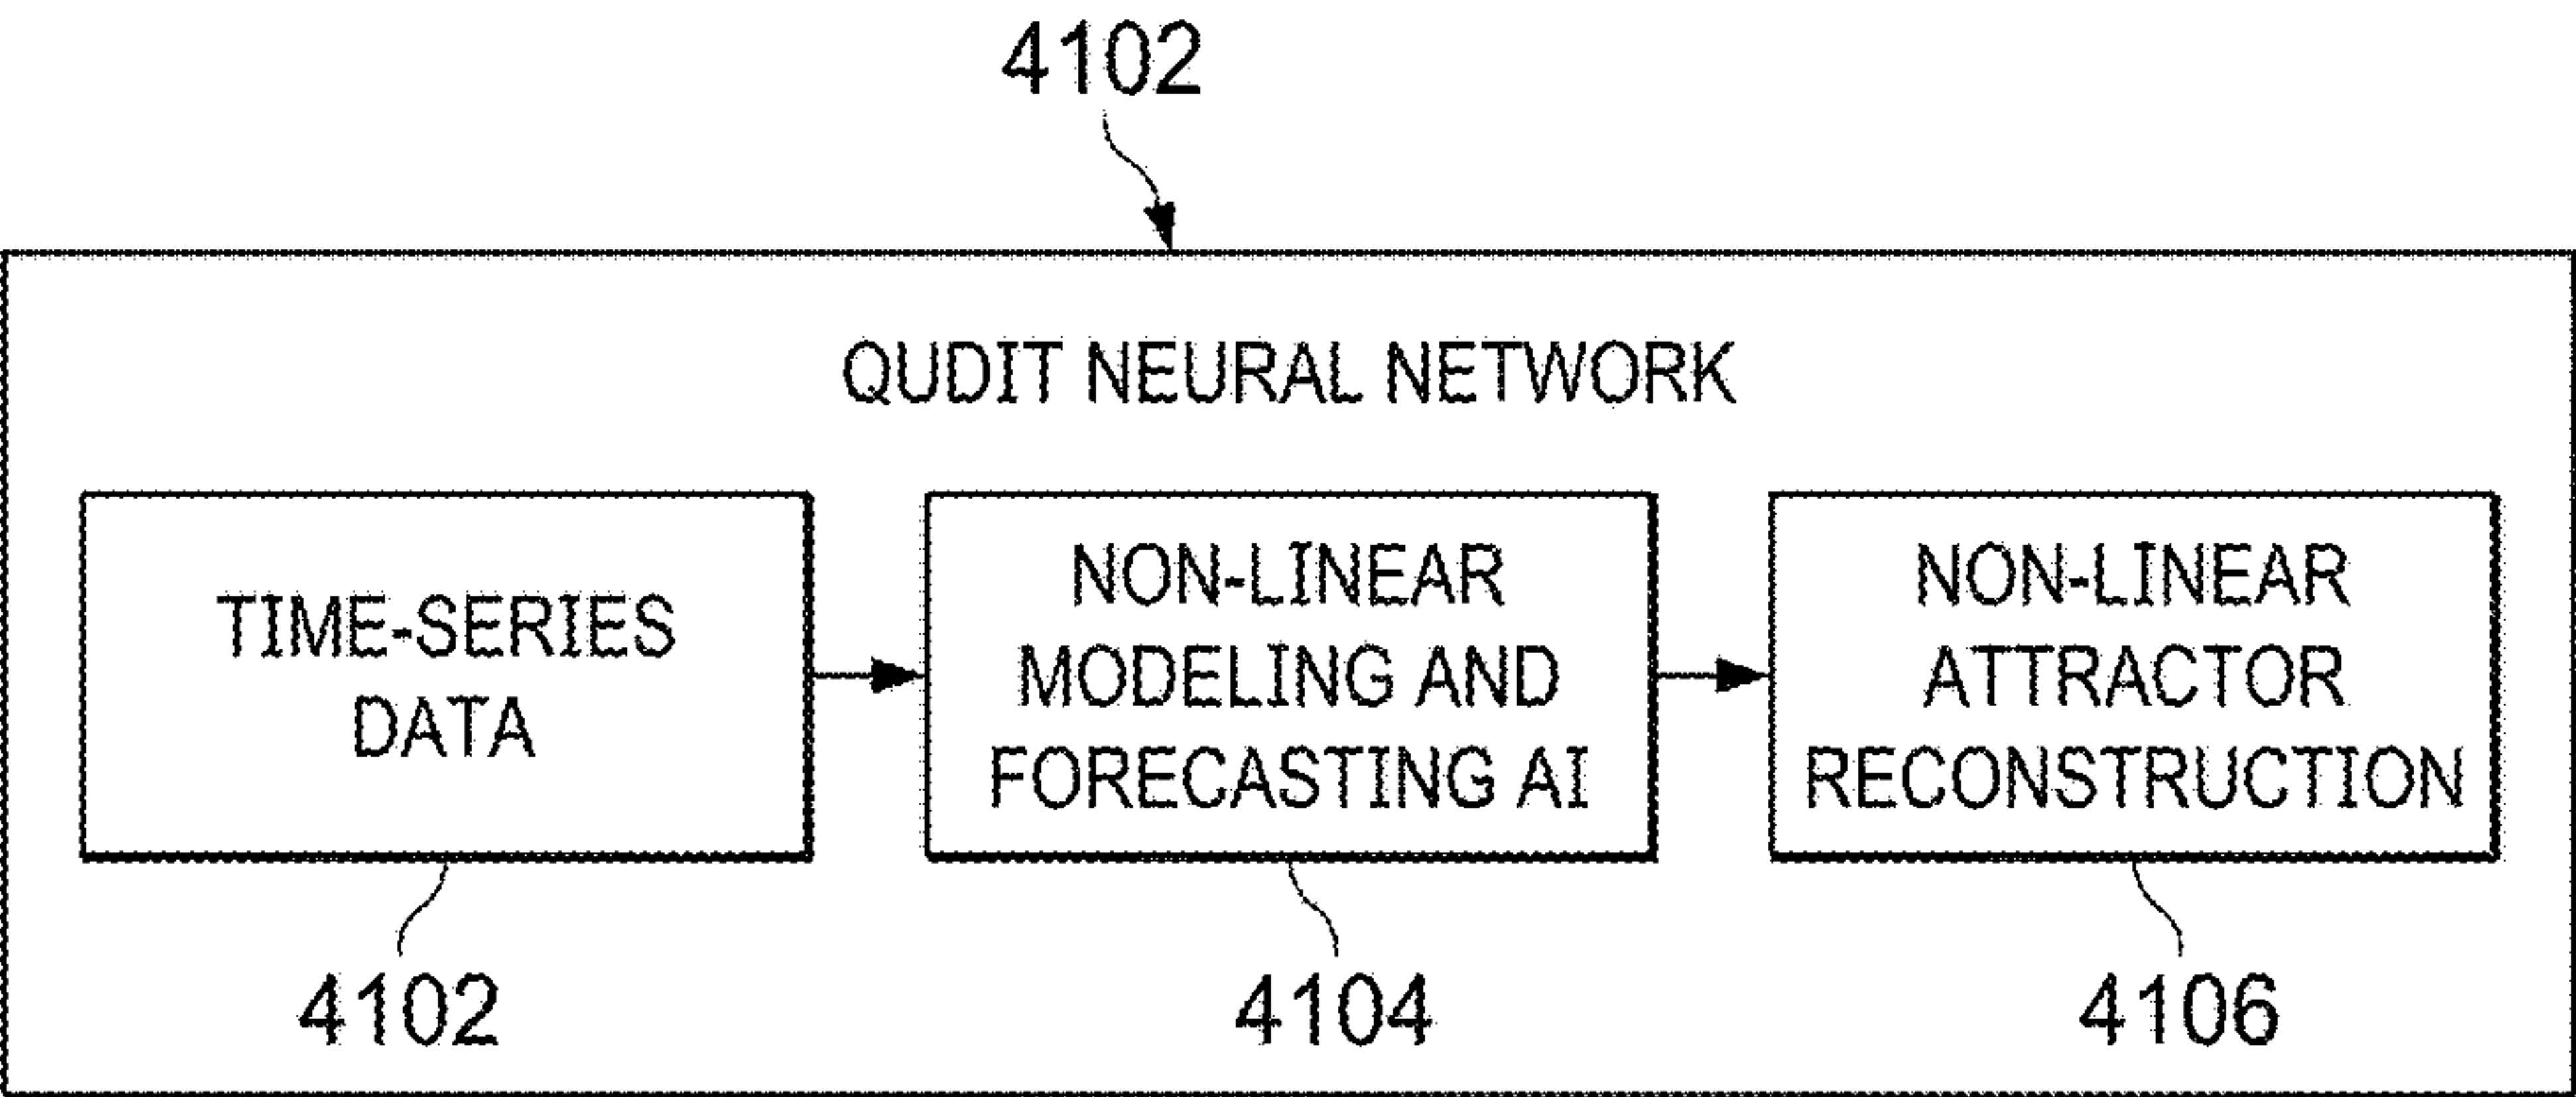 4102
QUDIT NEURAL NETWORK
TIME-SERIES
DATA
NON-LINEAR
MODELING AND
FORECASTING AI
NON-LINEAR
ATTRACTOR
RECONSTRUCTION
4102
4104
4106